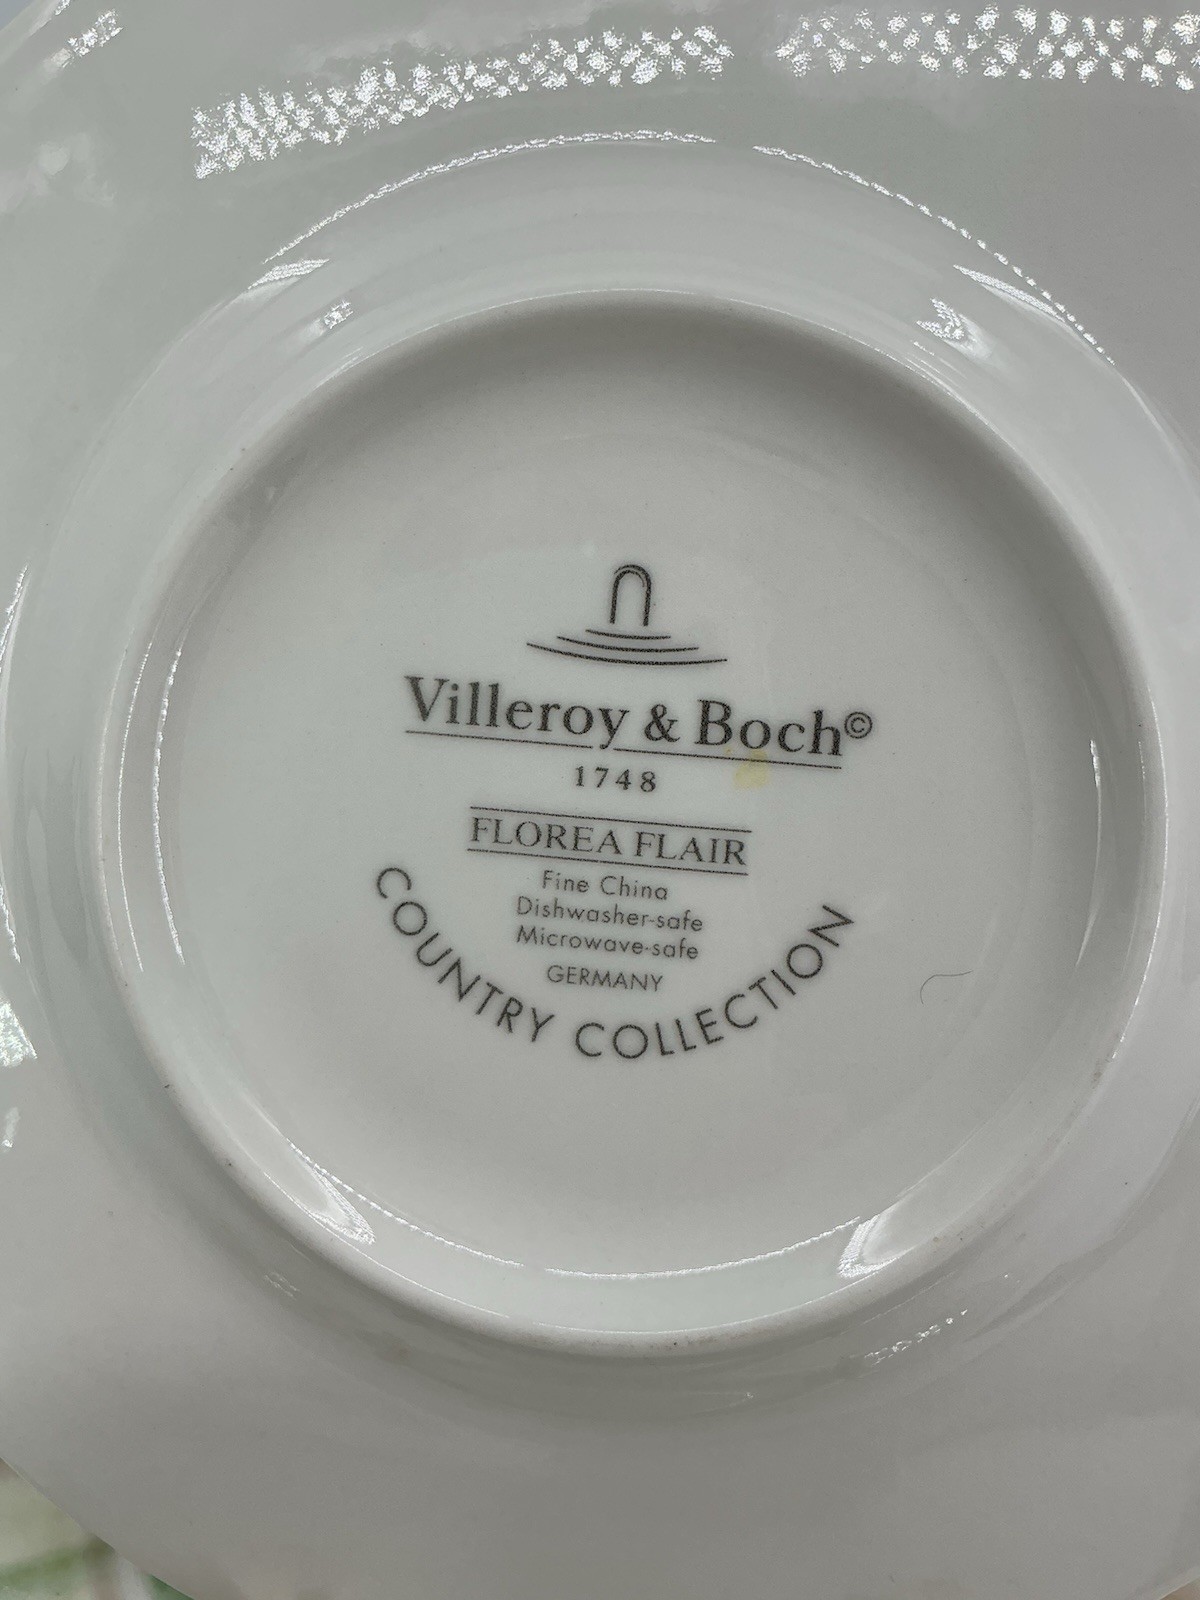 Villeroy & Boch©
1748
FLOREA FLAIR
Fine China
Dishwasher-safe
Microwave-safe
GERMANY
COUNTRY COLLECTION